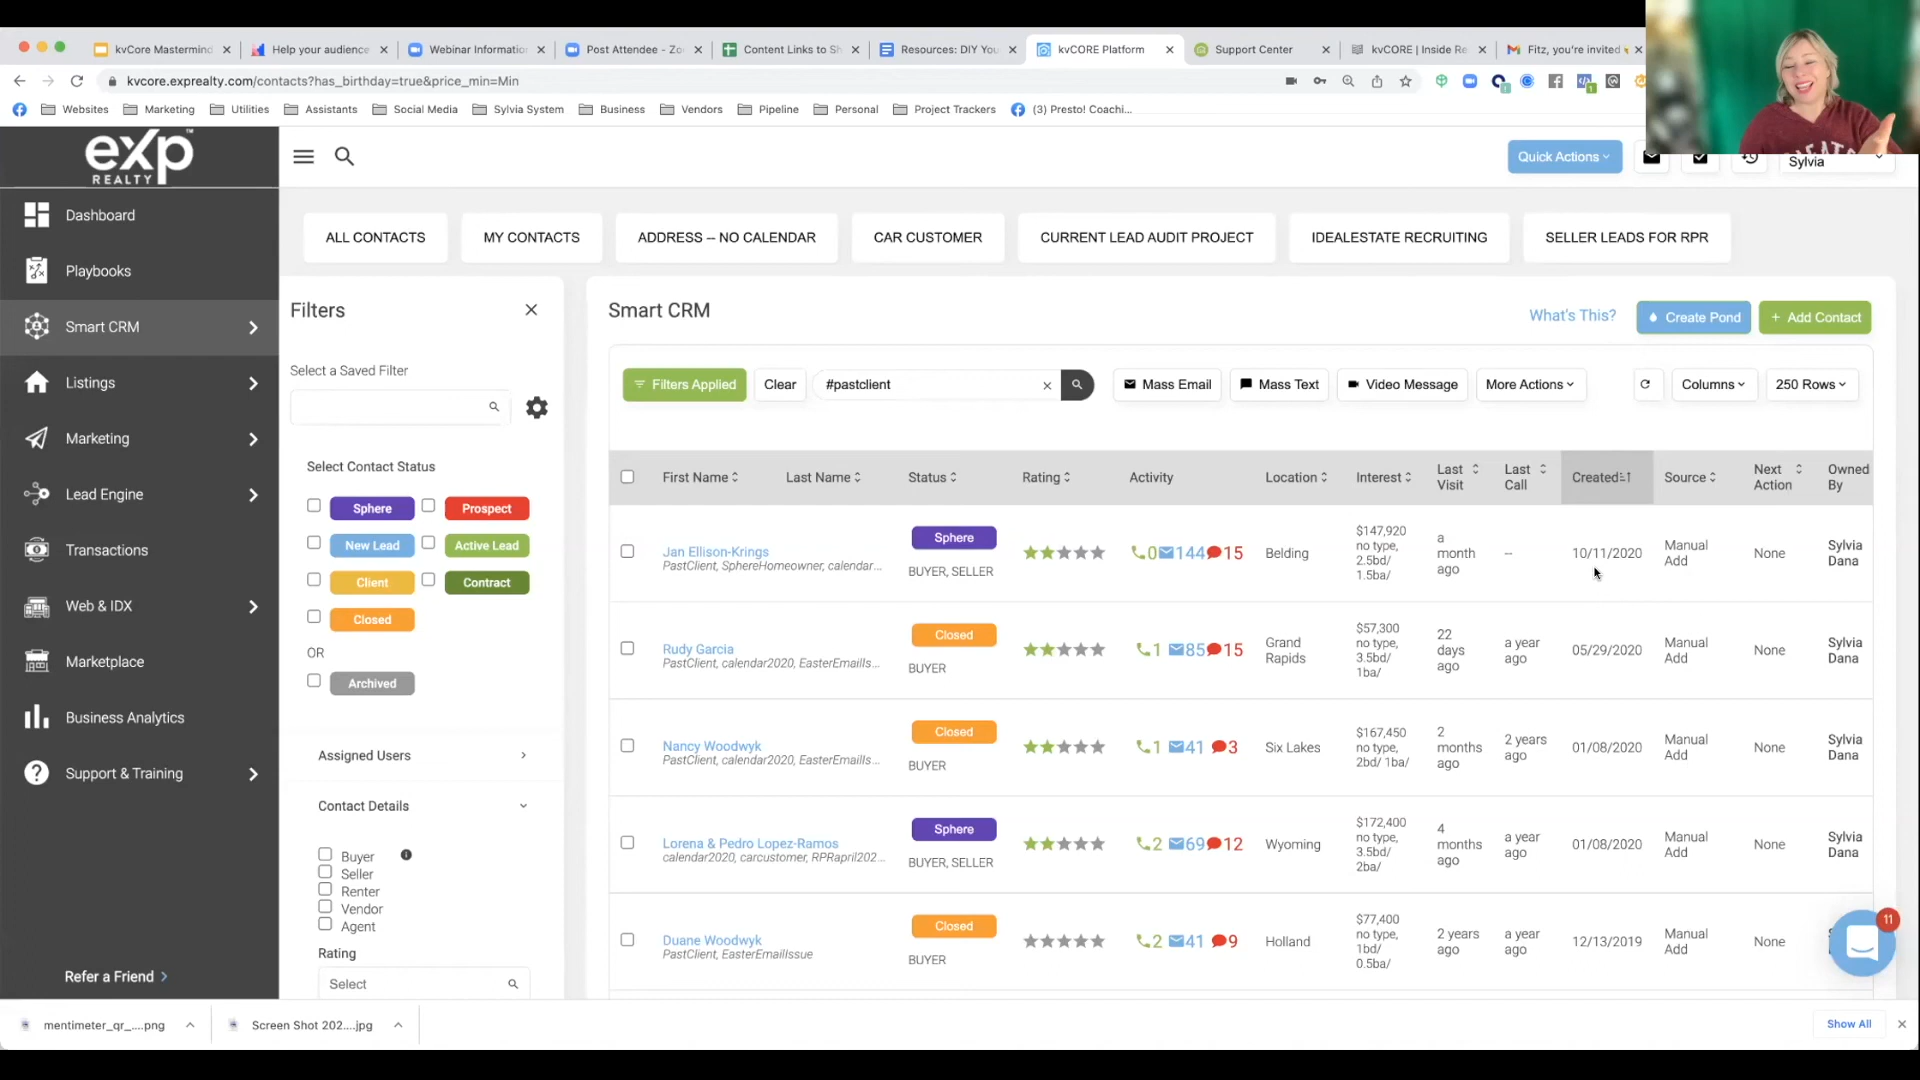 kvCore Mastermind
Help your audience
Webinar Informatio
Post Attendee - Zo
Content Links to Sh
Resources: DIY You
kvCORE Platform
Support Center
kvCORE | Inside Re
Fitz, you're invited
kvcore.exprealty.com/contacts?has_birthday=true&price_min=Min
Websites
Marketing
Utilities
Assistants
Social Media
Sylvia System
Business
Vendors
Pipeline
Personal
Project Trackers
(3) Presto! Coachi...
exp
REALTY
Quick Actions
Sylvia
Dashboard
Playbooks
Smart CRM
Listings
Marketing
Lead Engine
Transactions
Web & IDX
Marketplace
Business Analytics
Support & Training
Refer a Friend
ALL CONTACTS
MY CONTACTS
ADDRESS -- NO CALENDAR
CAR CUSTOMER
CURRENT LEAD AUDIT PROJECT
IDEALESTATE RECRUITING
SELLER LEADS FOR RPR
Filters
Select a Saved Filter
Select Contact Status
Sphere
Prospect
New Lead
Active Lead
Client
Contract
Closed
OR
Archived
Assigned Users
Contact Details
Buyer
Seller
Renter
Vendor
Agent
Rating
Select
Smart CRM
What's This?
Create Pond
+ Add Contact
Filters Applied
Clear
#pastclient
Mass Email
Mass Text
Video Message
More Actions
Columns
250 Rows
First Name
Last Name
Status
Rating
Activity
Location
Interest
Last
Visit
Last
Call
Created
Source
Next
Action
Owned
By
Jan Ellison-Krings
PastClient, SphereHomeowner, calendar...
Sphere
BUYER, SELLER
0 144 15
Belding
$147,920
no type,
2.5bd/
1.5ba/
a
month
ago
--
10/11/2020
Manual
Add
None
Sylvia
Dana
Rudy Garcia
PastClient, calendar2020, EasterEmailIs...
Closed
BUYER
1 85 15
Grand
Rapids
$57,300
no type,
3.5bd/
1ba/
22
days
ago
a year
ago
05/29/2020
Manual
Add
None
Sylvia
Dana
Nancy Woodwyk
PastClient, calendar2020, EasterEmailIs...
Closed
BUYER
1 41 3
Six Lakes
$167,450
no type,
2bd/ 1ba/
2
months
ago
2 years
ago
01/08/2020
Manual
Add
None
Sylvia
Dana
Lorena & Pedro Lopez-Ramos
calendar2020, carcustomer, RPRapril202...
Sphere
BUYER, SELLER
2 69 12
Wyoming
$172,400
no type,
3.5bd/
2ba/
4
months
ago
a year
ago
01/08/2020
Manual
Add
None
Sylvia
Dana
Duane Woodwyk
PastClient, EasterEmailIssue
Closed
BUYER
2 41 9
Holland
$77,400
no type,
1bd/
0.5ba/
2 years
ago
a year
ago
12/13/2019
Manual
Add
None
11
mentimeter_qr_....png
Screen Shot 202....jpg
Show All